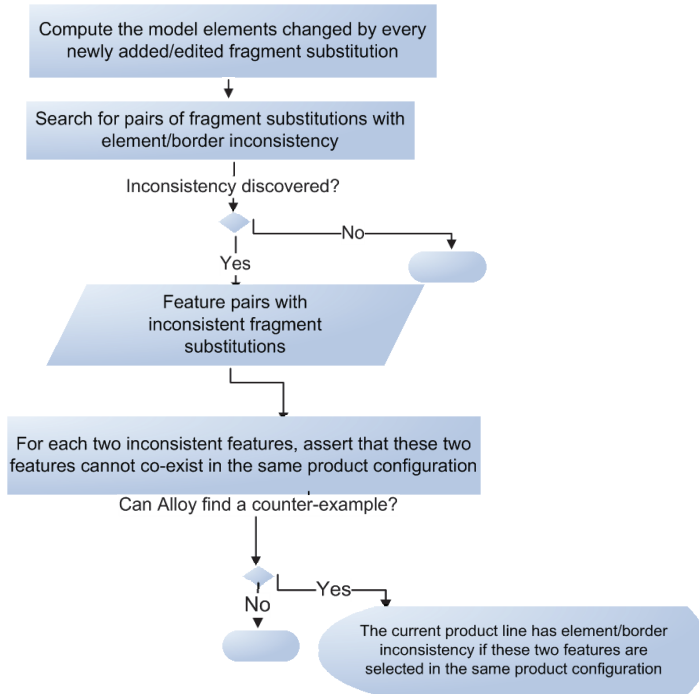 Compute the model elements changed by every
newly added/edited fragment substitution
Search for pairs of fragment substitutions with
element/border inconsistency
Inconsistency discovered?
No
Yes
Feature pairs with
inconsistent fragment
substitutions
For each two inconsistent features, assert that these two
features cannot co-exist in the same product configuration
Can Alloy find a counter-example?
Yes
No
The current product line has element/border
inconsistency if these two features are
selected in the same product configuration